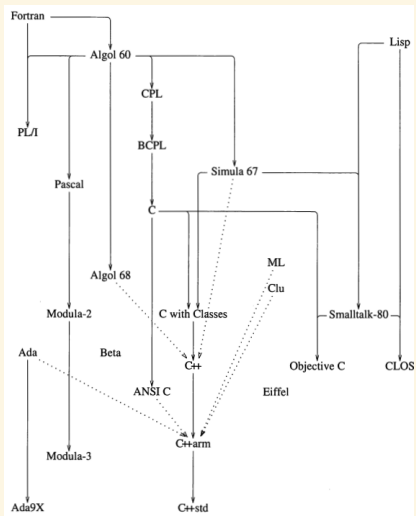 Fortran
Lisp
Algol 60
CPL
PL/I
BCPL
Simula 67
Pascal
C
ML
Algol 68
Clu
Modula-2
C with Classes
Smalltalk-80
Ada
Beta
C++
Objective C
CLOS
ANSI C
Eiffel
C++arm
Modula-3
Ada9X
C++std